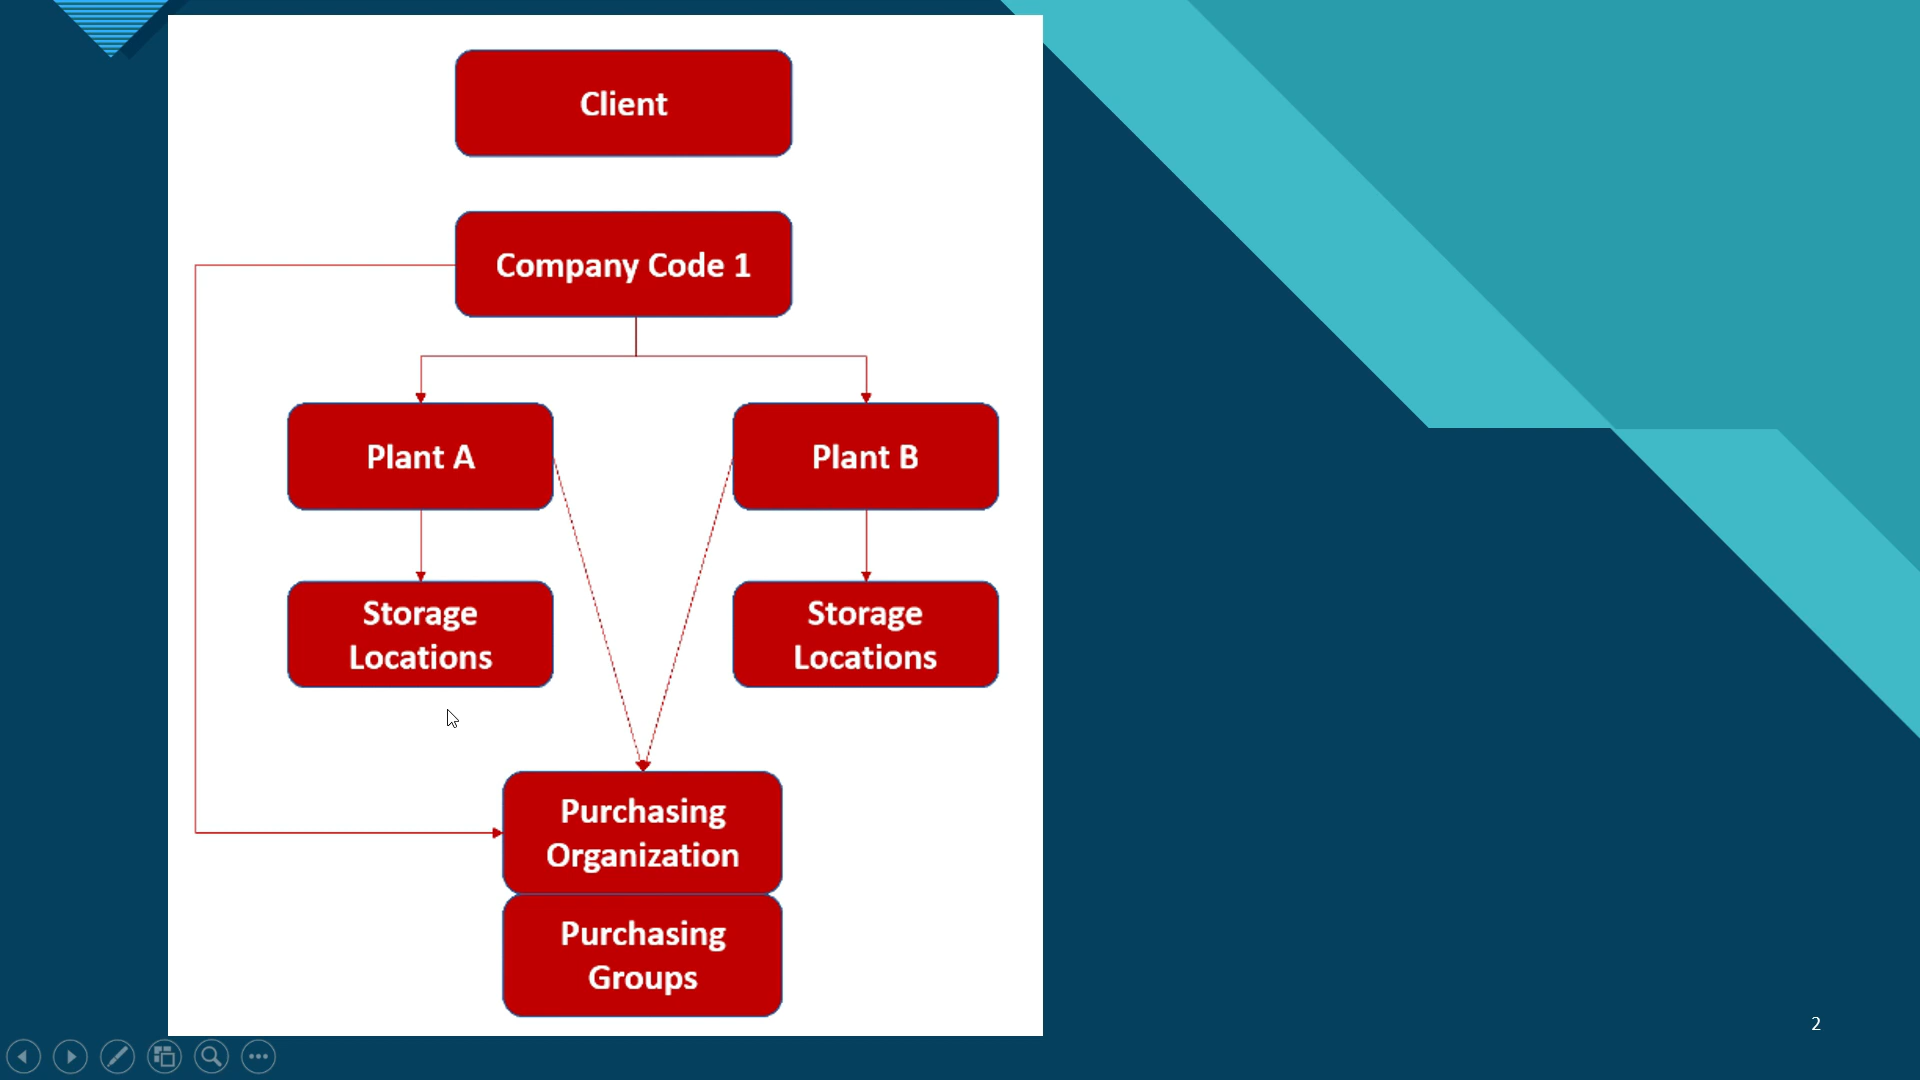 Client
Company Code 1
Plant A
Plant B
Storage
Locations
Storage
Locations
Purchasing
Organization
Purchasing
Groups
2